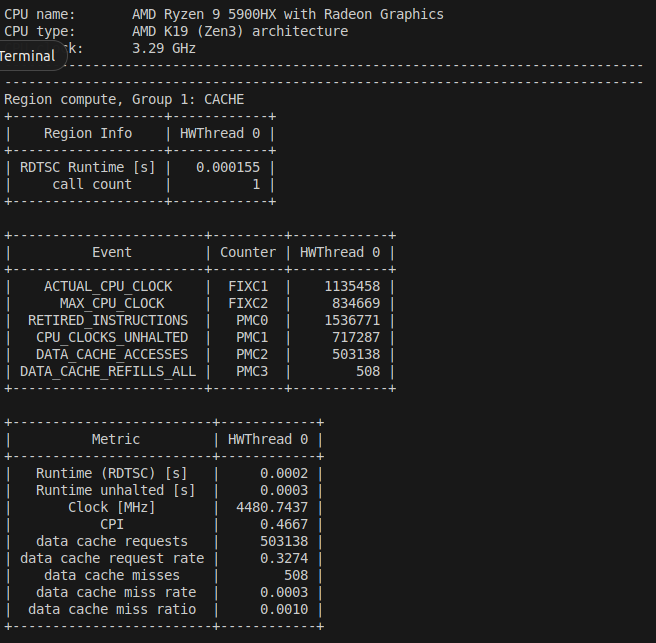 CPU name:       AMD Ryzen 9 5900HX with Radeon Graphics
CPU type:       AMD K19 (Zen3) architecture
k:      3.29 GHz
Terminal
--------------------------------------------------------------------------------
--------------------------------------------------------------------------------
Region compute, Group 1: CACHE
+-------------------+------------+
|    Region Info    | HWThread 0 |
+-------------------+------------+
| RDTSC Runtime [s] |   0.000155 |
|     call count    |          1 |
+-------------------+------------+
+------------------------+---------+------------+
|          Event         | Counter | HWThread 0 |
+------------------------+---------+------------+
|    ACTUAL_CPU_CLOCK    |  FIXC1  |    1135458 |
|      MAX_CPU_CLOCK     |  FIXC2  |     834669 |
|  RETIRED_INSTRUCTIONS  |   PMC0  |    1536771 |
|   CPU_CLOCKS_UNHALTED  |   PMC1  |     717287 |
|   DATA_CACHE_ACCESSES  |   PMC2  |     503138 |
| DATA_CACHE_REFILLS_ALL |   PMC3  |        508 |
+------------------------+---------+------------+
+-------------------------+------------+
|          Metric         | HWThread 0 |
+-------------------------+------------+
|   Runtime (RDTSC) [s]   |     0.0002 |
|   Runtime unhalted [s]  |     0.0003 |
|       Clock [MHz]       |  4480.7437 |
|           CPI           |     0.4667 |
|   data cache requests   |     503138 |
| data cache request rate |     0.3274 |
|    data cache misses    |        508 |
|   data cache miss rate  |     0.0003 |
|  data cache miss ratio  |     0.0010 |
+-------------------------+------------+